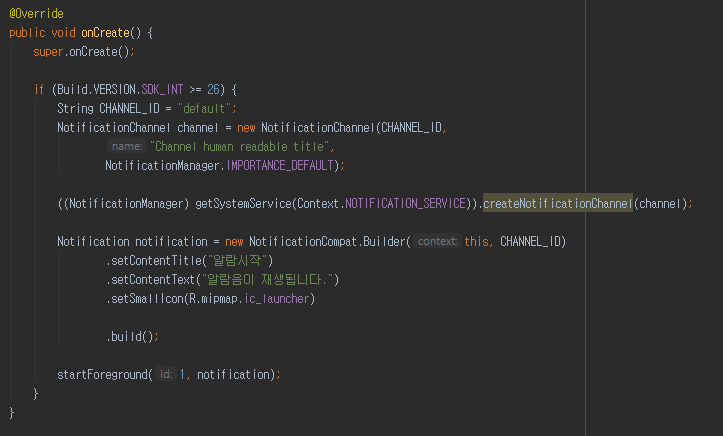 @Override
public void onCreate() {
super.onCreate();
if (Build.VERSION.SDK_INT >= 26) {
String CHANNEL_ID = "default";
NotificationChannel channel = new NotificationChannel(CHANNEL_ID,
name: "Channel human readable title",
NotificationManager.IMPORTANCE_DEFAULT);
((NotificationManager) getSystemService(Context.NOTIFICATION_SERVICE)).createNotificationChannel(channel);
Notification notification = new NotificationCompat.Builder( context: this, CHANNEL_ID)
.setContentTitle("알람시작")
.setContentText("알람음이 재생됩니다.")
.setSmallIcon(R.mipmap.ic_launcher)
.build();
startForeground( id: 1, notification);
}
}